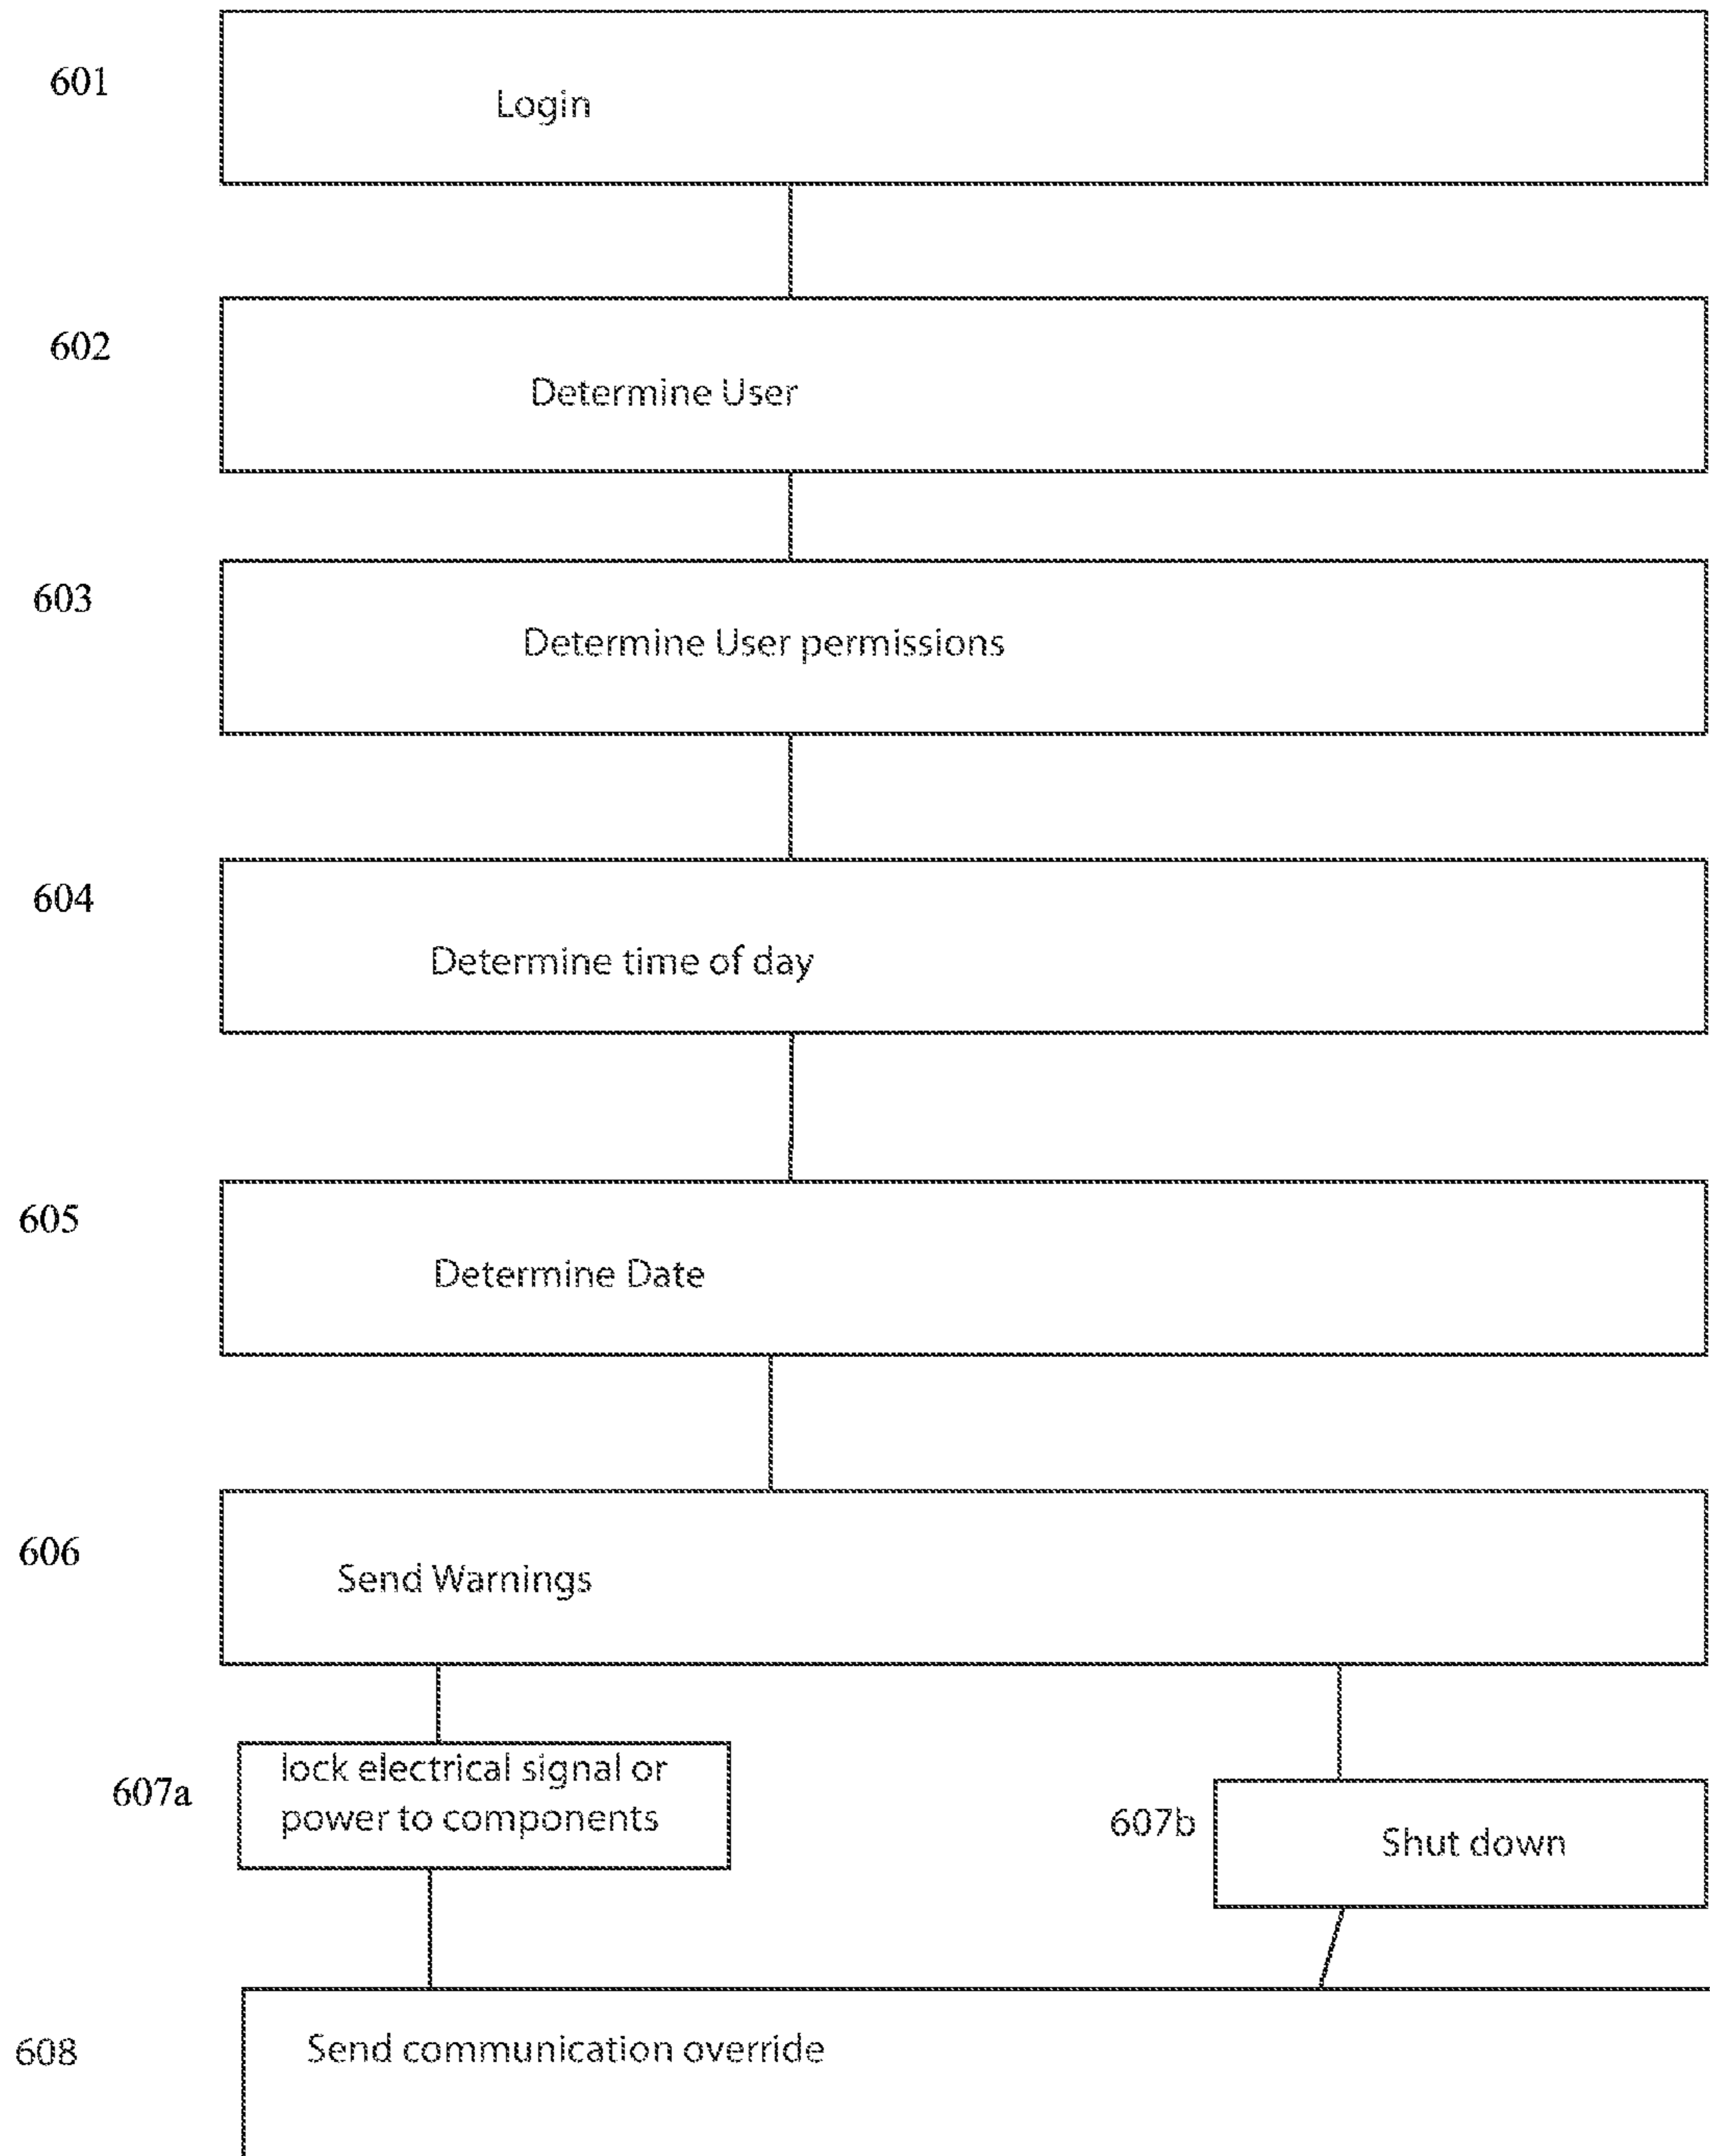 601
Login
602
Determine User
603
Determine User permissions
604
Determine time of day
605
Determine Date
606
Send Warnings
607a
lock electrical signal or
power to components
607b
Shut down
608
Send communication override